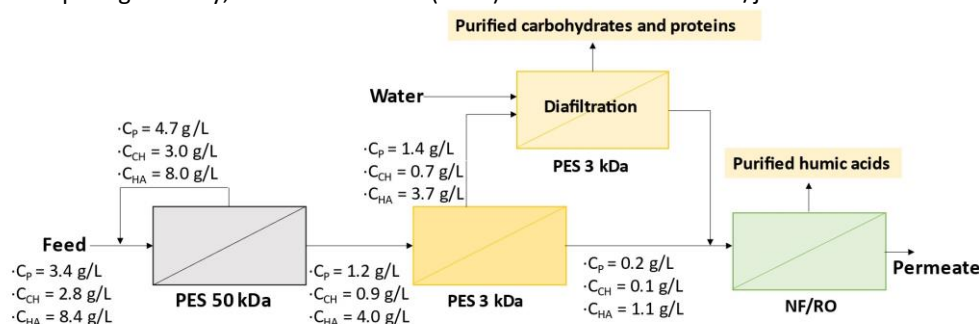 Purified carbohydrates and proteins
Water
Diafiltration
PES 3 kDa
·C_P = 4.7 g/L
·C_CH = 3.0 g/L
·C_HA = 8.0 g/L
·C_P = 1.4 g/L
·C_CH = 0.7 g/L
·C_HA = 3.7 g/L
Purified humic acids
Feed
·C_P = 3.4 g/L
·C_CH = 2.8 g/L
·C_HA = 8.4 g/L
PES 50 kDa
·C_P = 1.2 g/L
·C_CH = 0.9 g/L
·C_HA = 4.0 g/L
PES 3 kDa
·C_P = 0.2 g/L
·C_CH = 0.1 g/L
·C_HA = 1.1 g/L
NF/RO
Permeate